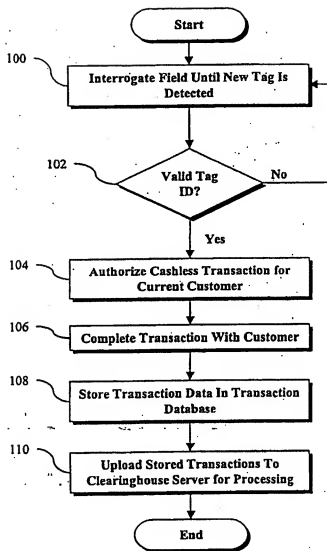 Start
100
Interrogate Field Until New Tag Is
Detected
102
Valid Tag
ID?
No
Yes
104
Authorize Cashless Transaction for
Current Customer
106
Complete Transaction With Customer
108
Store Transaction Data In Transaction
Database
110
Upload Stored Transactions To
Clearinghouse Server for Processing
End